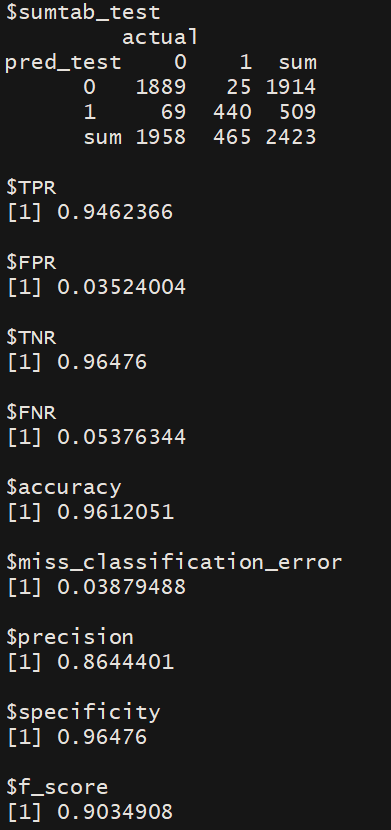 $sumtab_test
         actual
pred_test    0    1  sum
      0   1889   25 1914
      1     69  440  509
      sum 1958  465 2423
$TPR
[1] 0.9462366
$FPR
[1] 0.03524004
$TNR
[1] 0.96476
$FNR
[1] 0.05376344
$accuracy
[1] 0.9612051
$miss_classification_error
[1] 0.03879488
$precision
[1] 0.8644401
$specificity
[1] 0.96476
$f_score
[1] 0.9034908